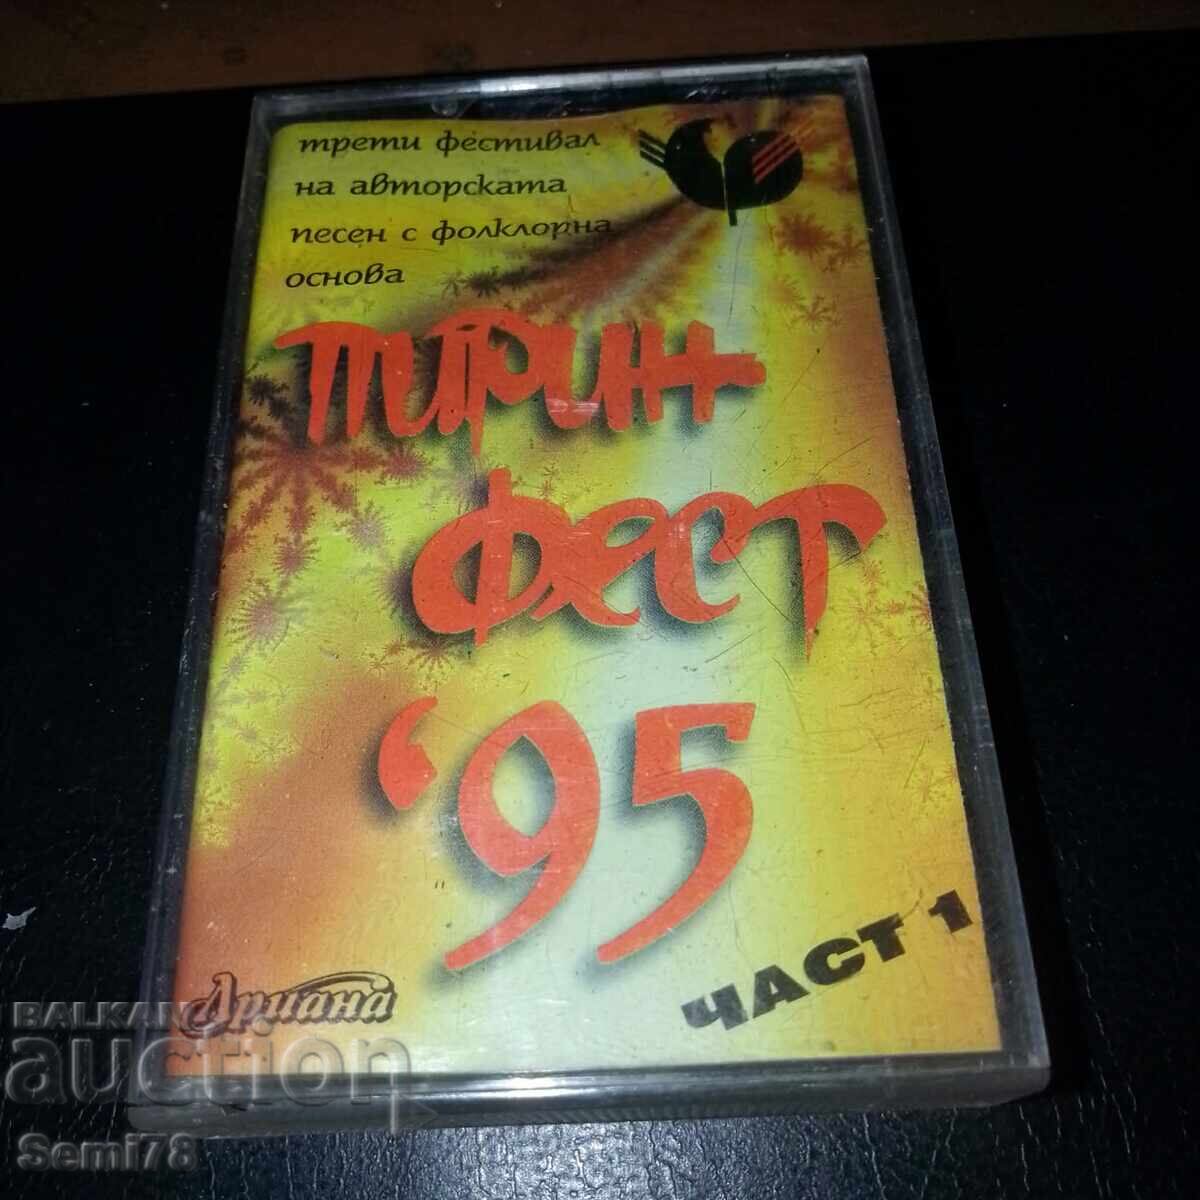 трети фестивал
на авторската
песен с фолклорна
основа
ПИРИН
ФЕСТ
'95
ЧАСТ 1
Ариана
BALKAN
auction
Semi78